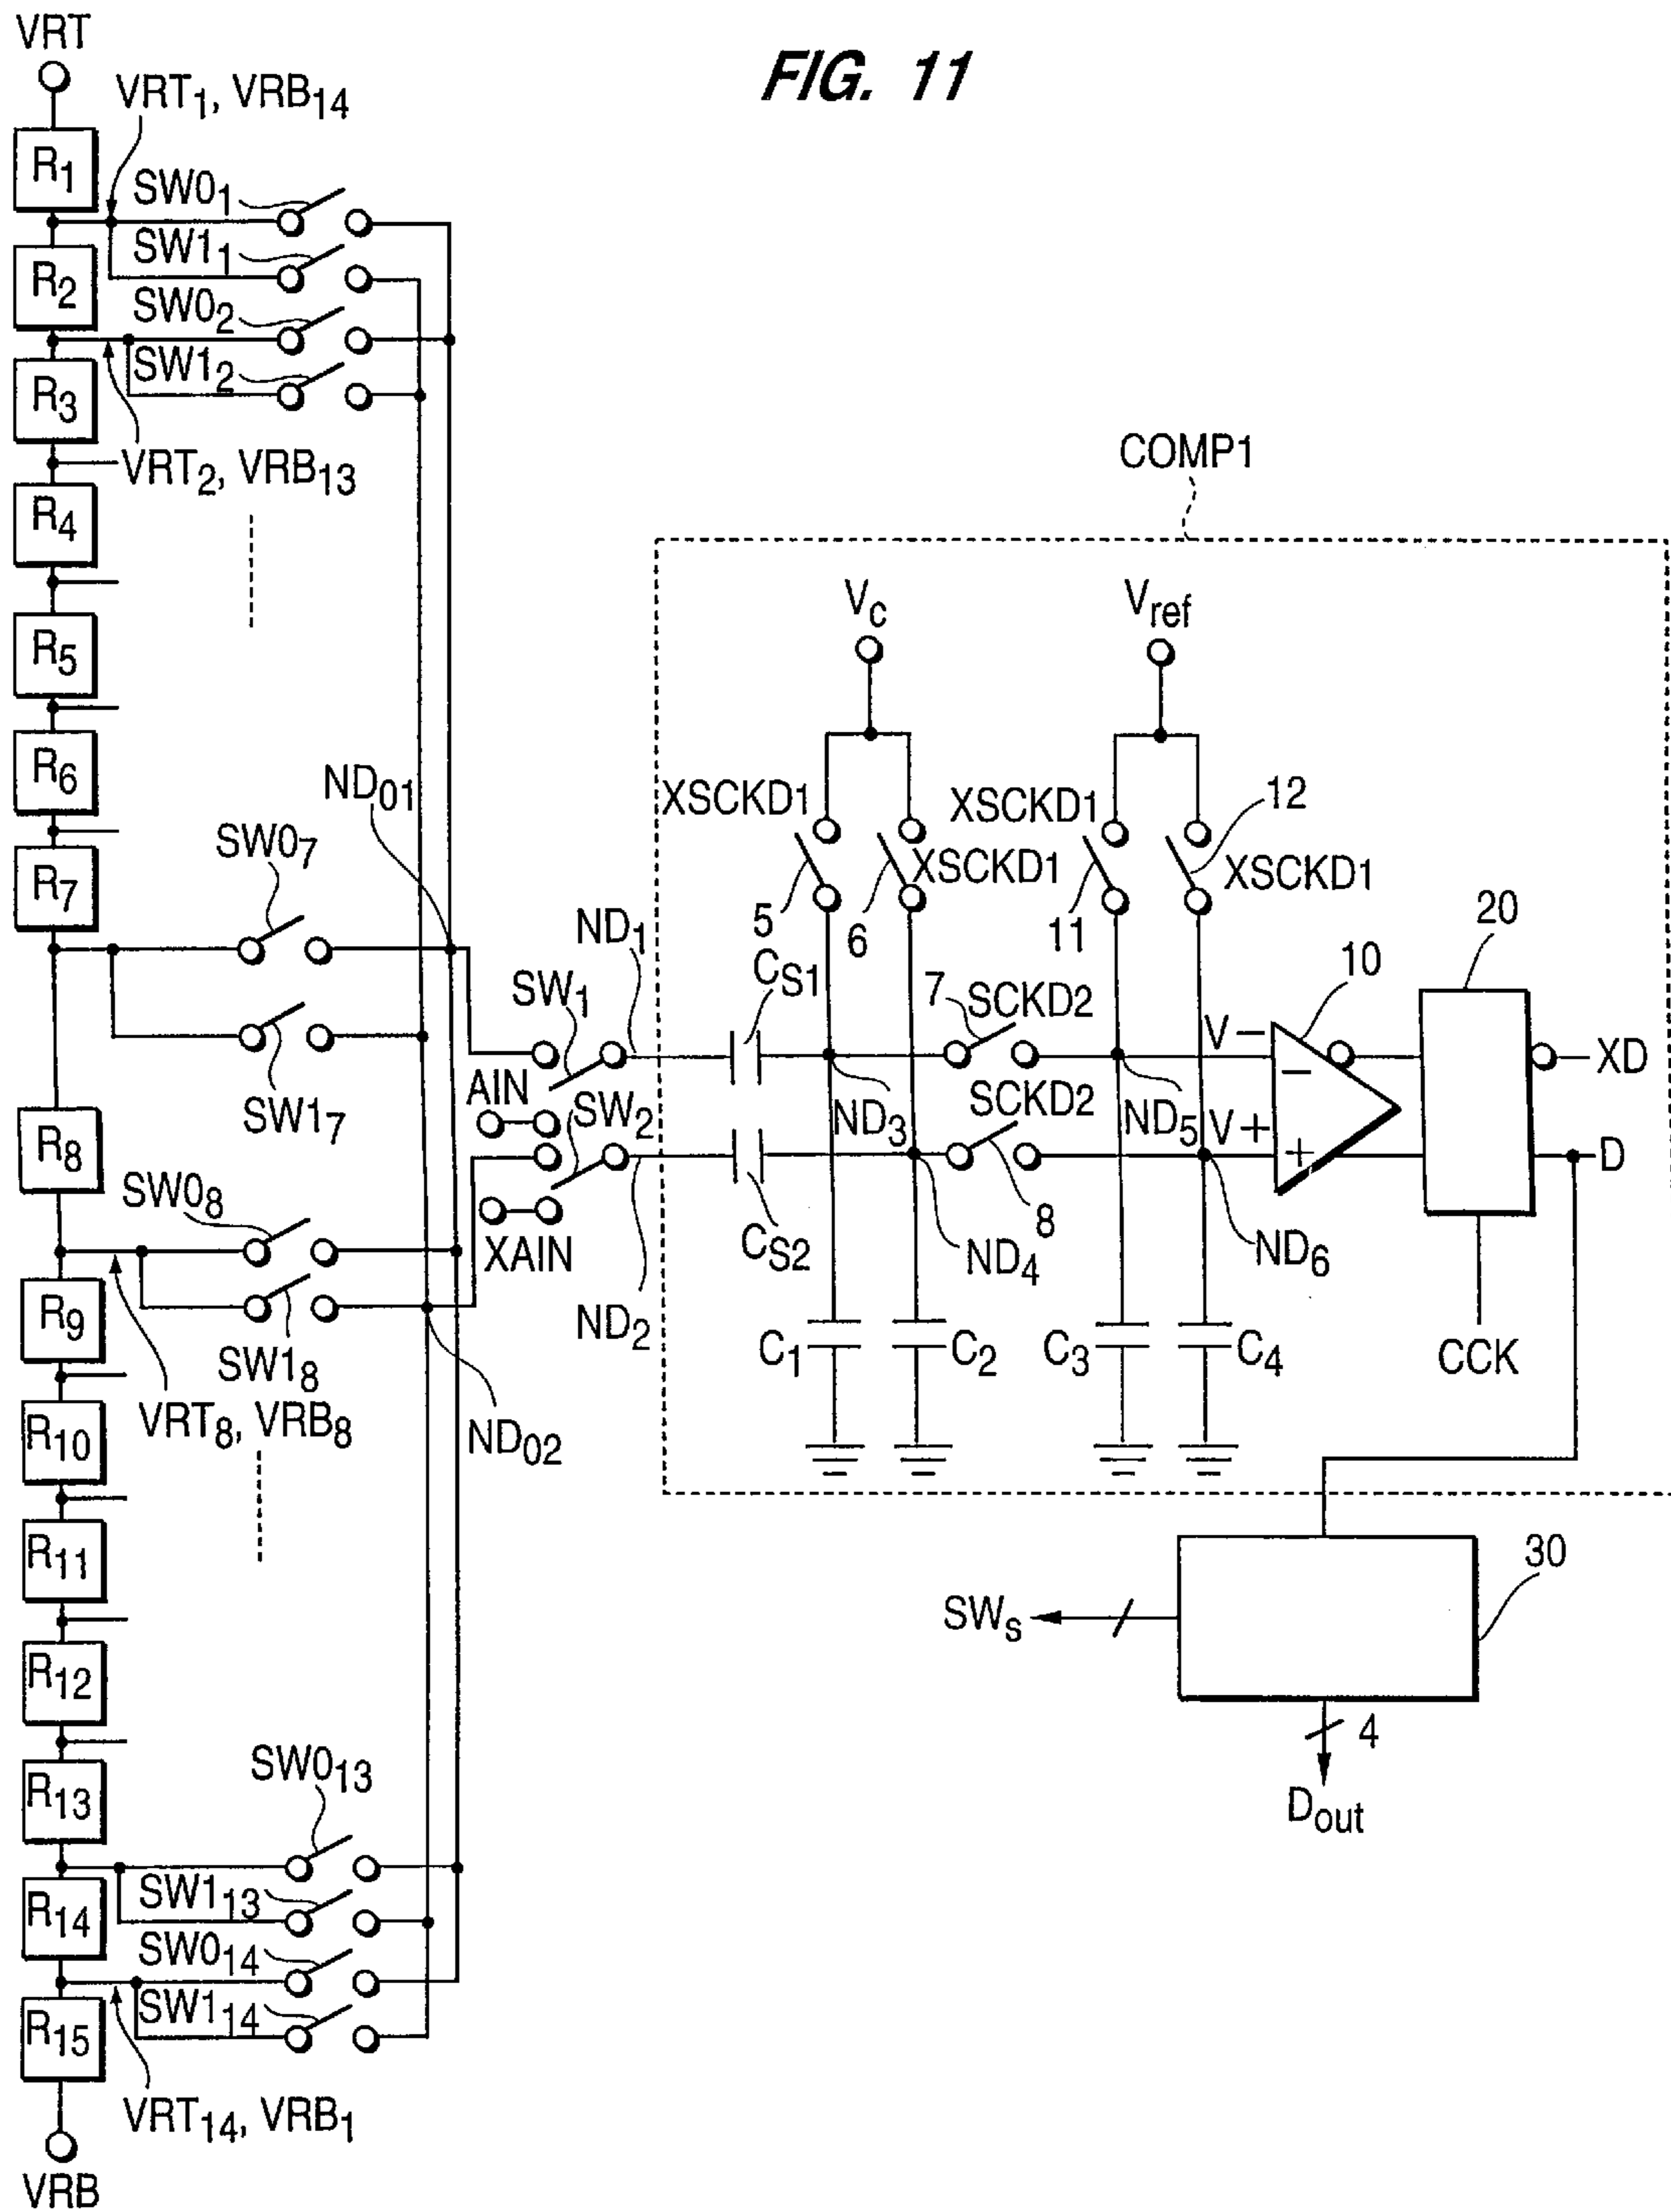 FIG. 11
VRT
VRT1, VRB14
R1
SW01
SW11
R2
SW02
SW12
R3
VRT2, VRB13
R4
R5
R6
R7
SW07
SW17
ND01
R8
SW08
SW18
R9
VRT8, VRB8
ND02
R10
R11
R12
R13
SW013
R14
SW113
SW014
SW114
R15
VRT14, VRB1
VRB
COMP1
Vc
Vref
XSCKD1
XSCKD1
XSCKD1
XSCKD1
5
6
11
12
ND1
SW1
AIN
SW2
XAIN
ND2
CS1
CS2
ND3
ND4
7
SCKD2
SCKD2
8
V−
V+
ND5
ND6
10
−
+
20
XD
D
CCK
C1
C2
C3
C4
30
SWs
4
Dout